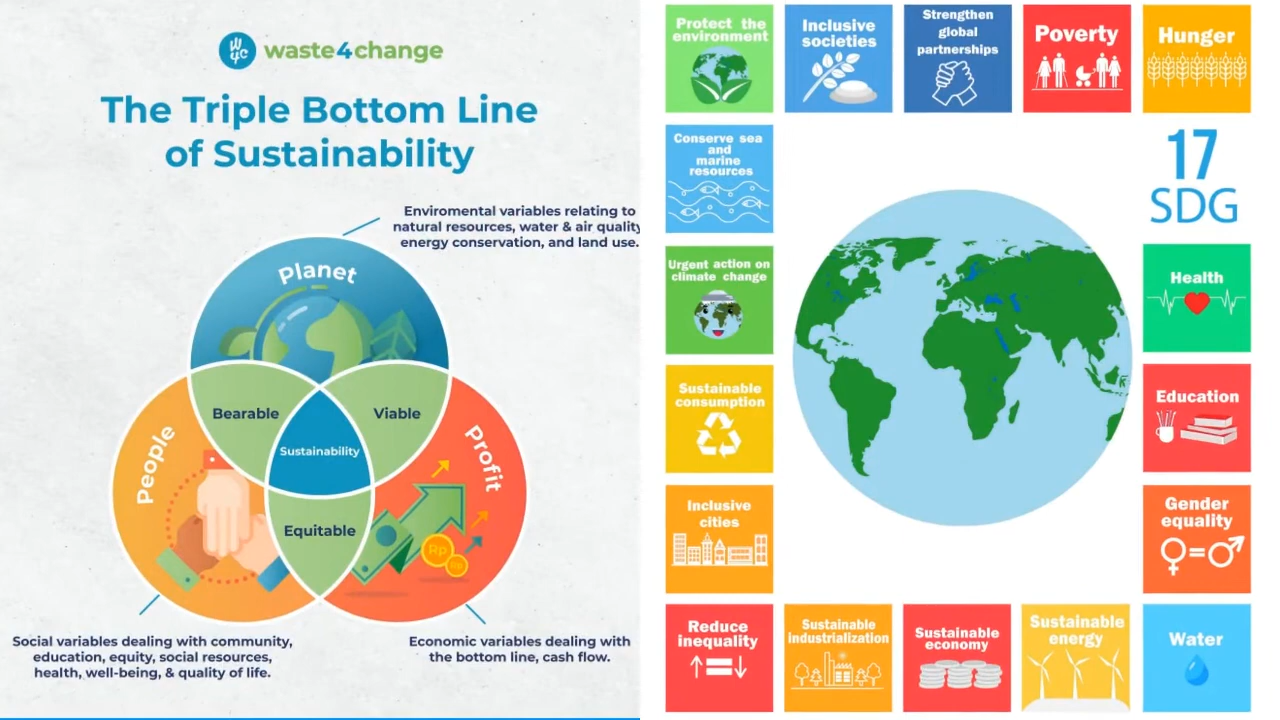 waste4change
The Triple Bottom Line
of Sustainability
Enviromental variables relating to
natural resources, water & air quality
energy conservation, and land use.
Planet
Bearable
Viable
Sustainability
People
Profit
Equitable
Rp
Rp
Social variables dealing with community,
education, equity, social resources,
health, well-being, & quality of life.
Economic variables dealing with
the bottom line, cash flow.
Protect the
environment
Inclusive
societies
Strengthen
global
partnerships
Poverty
Hunger
Conserve sea
and
marine
resources
17
SDG
Urgent action on
climate change
Health
Sustainable
consumption
Education
Inclusive
cities
Gender
equality
Reduce
inequality
Sustainable
industrialization
Sustainable
economy
Sustainable
energy
Water